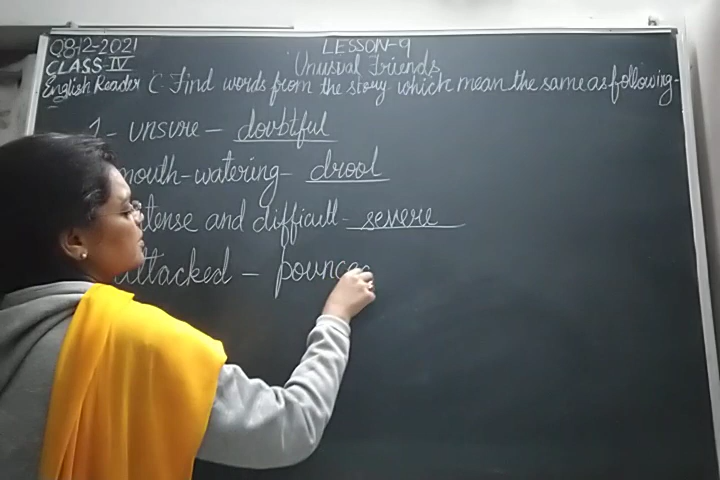 08-12-2021 LESSON-9
CLASS-IV Unusual Friends
English Reader C. Find words from the story which mean the same as following-
1- unsure- doubtful
mouth-watering- drool
tense and difficult- severe
attacked - pounce